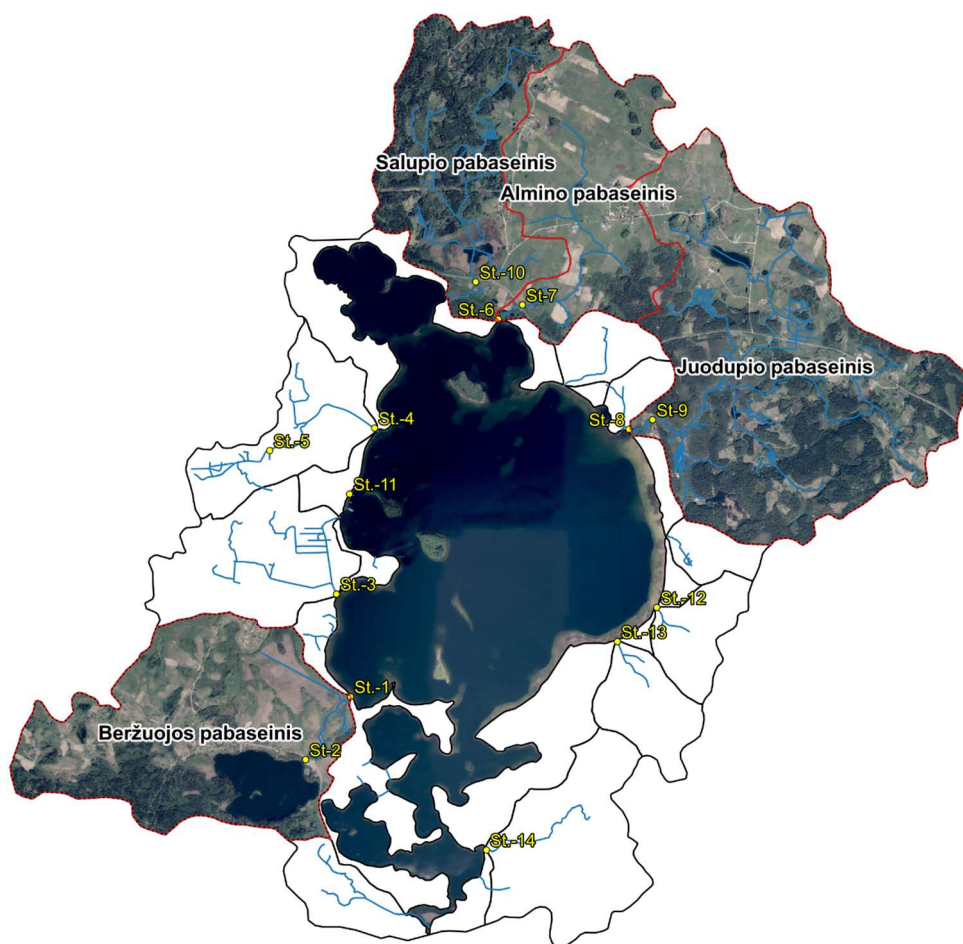 Salupio pabaseinis
Almino pabaseinis
St.-10
St-7
St.-6
Juodupio pabaseinis
St-9
St.-8
St.-4
St.-5
St.-11
St.-3
St.-12
St.-13
St.-1
Beržuojos pabaseinis
St-2
St.-14